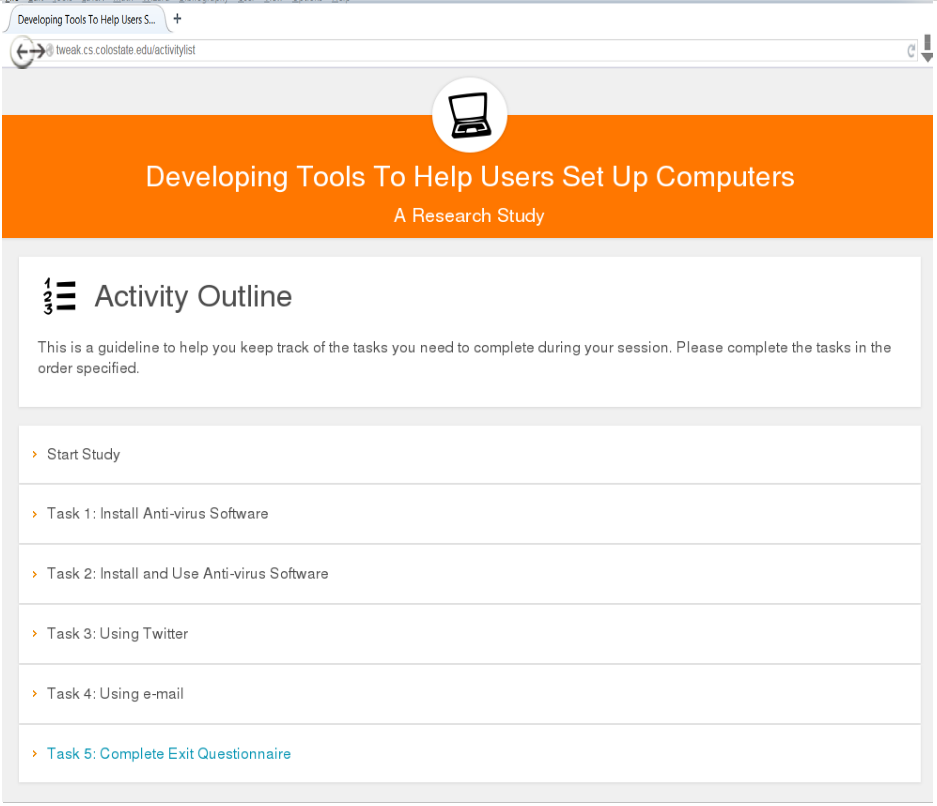 Developing Tools To Help Users S...
+
tweak.cs.colostate.edu/activitylist
Developing Tools To Help Users Set Up Computers
A Research Study
1
2
3
Activity Outline
This is a guideline to help you keep track of the tasks you need to complete during your session. Please complete the tasks in the
order specified.
Start Study
Task 1: Install Anti-virus Software
Task 2: Install and Use Anti-virus Software
Task 3: Using Twitter
Task 4: Using e-mail
Task 5: Complete Exit Questionnaire